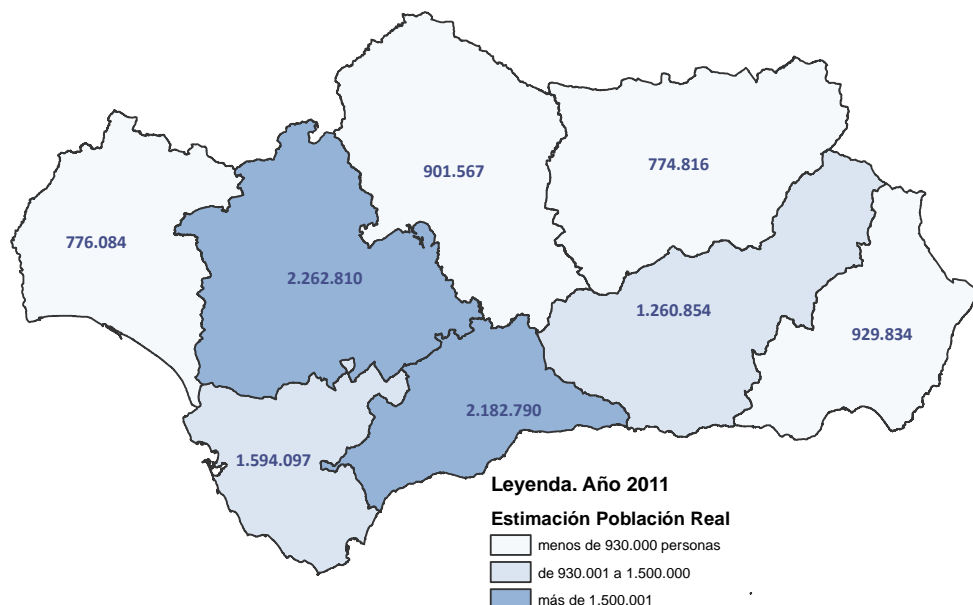 901.567
774.816
776.084
2.262.810
1.260.854
929.834
2.182.790
1.594.097
Leyenda. Año 2011
Estimación Población Real
menos de 930.000 personas
de 930.001 a 1.500.000
más de 1.500.001